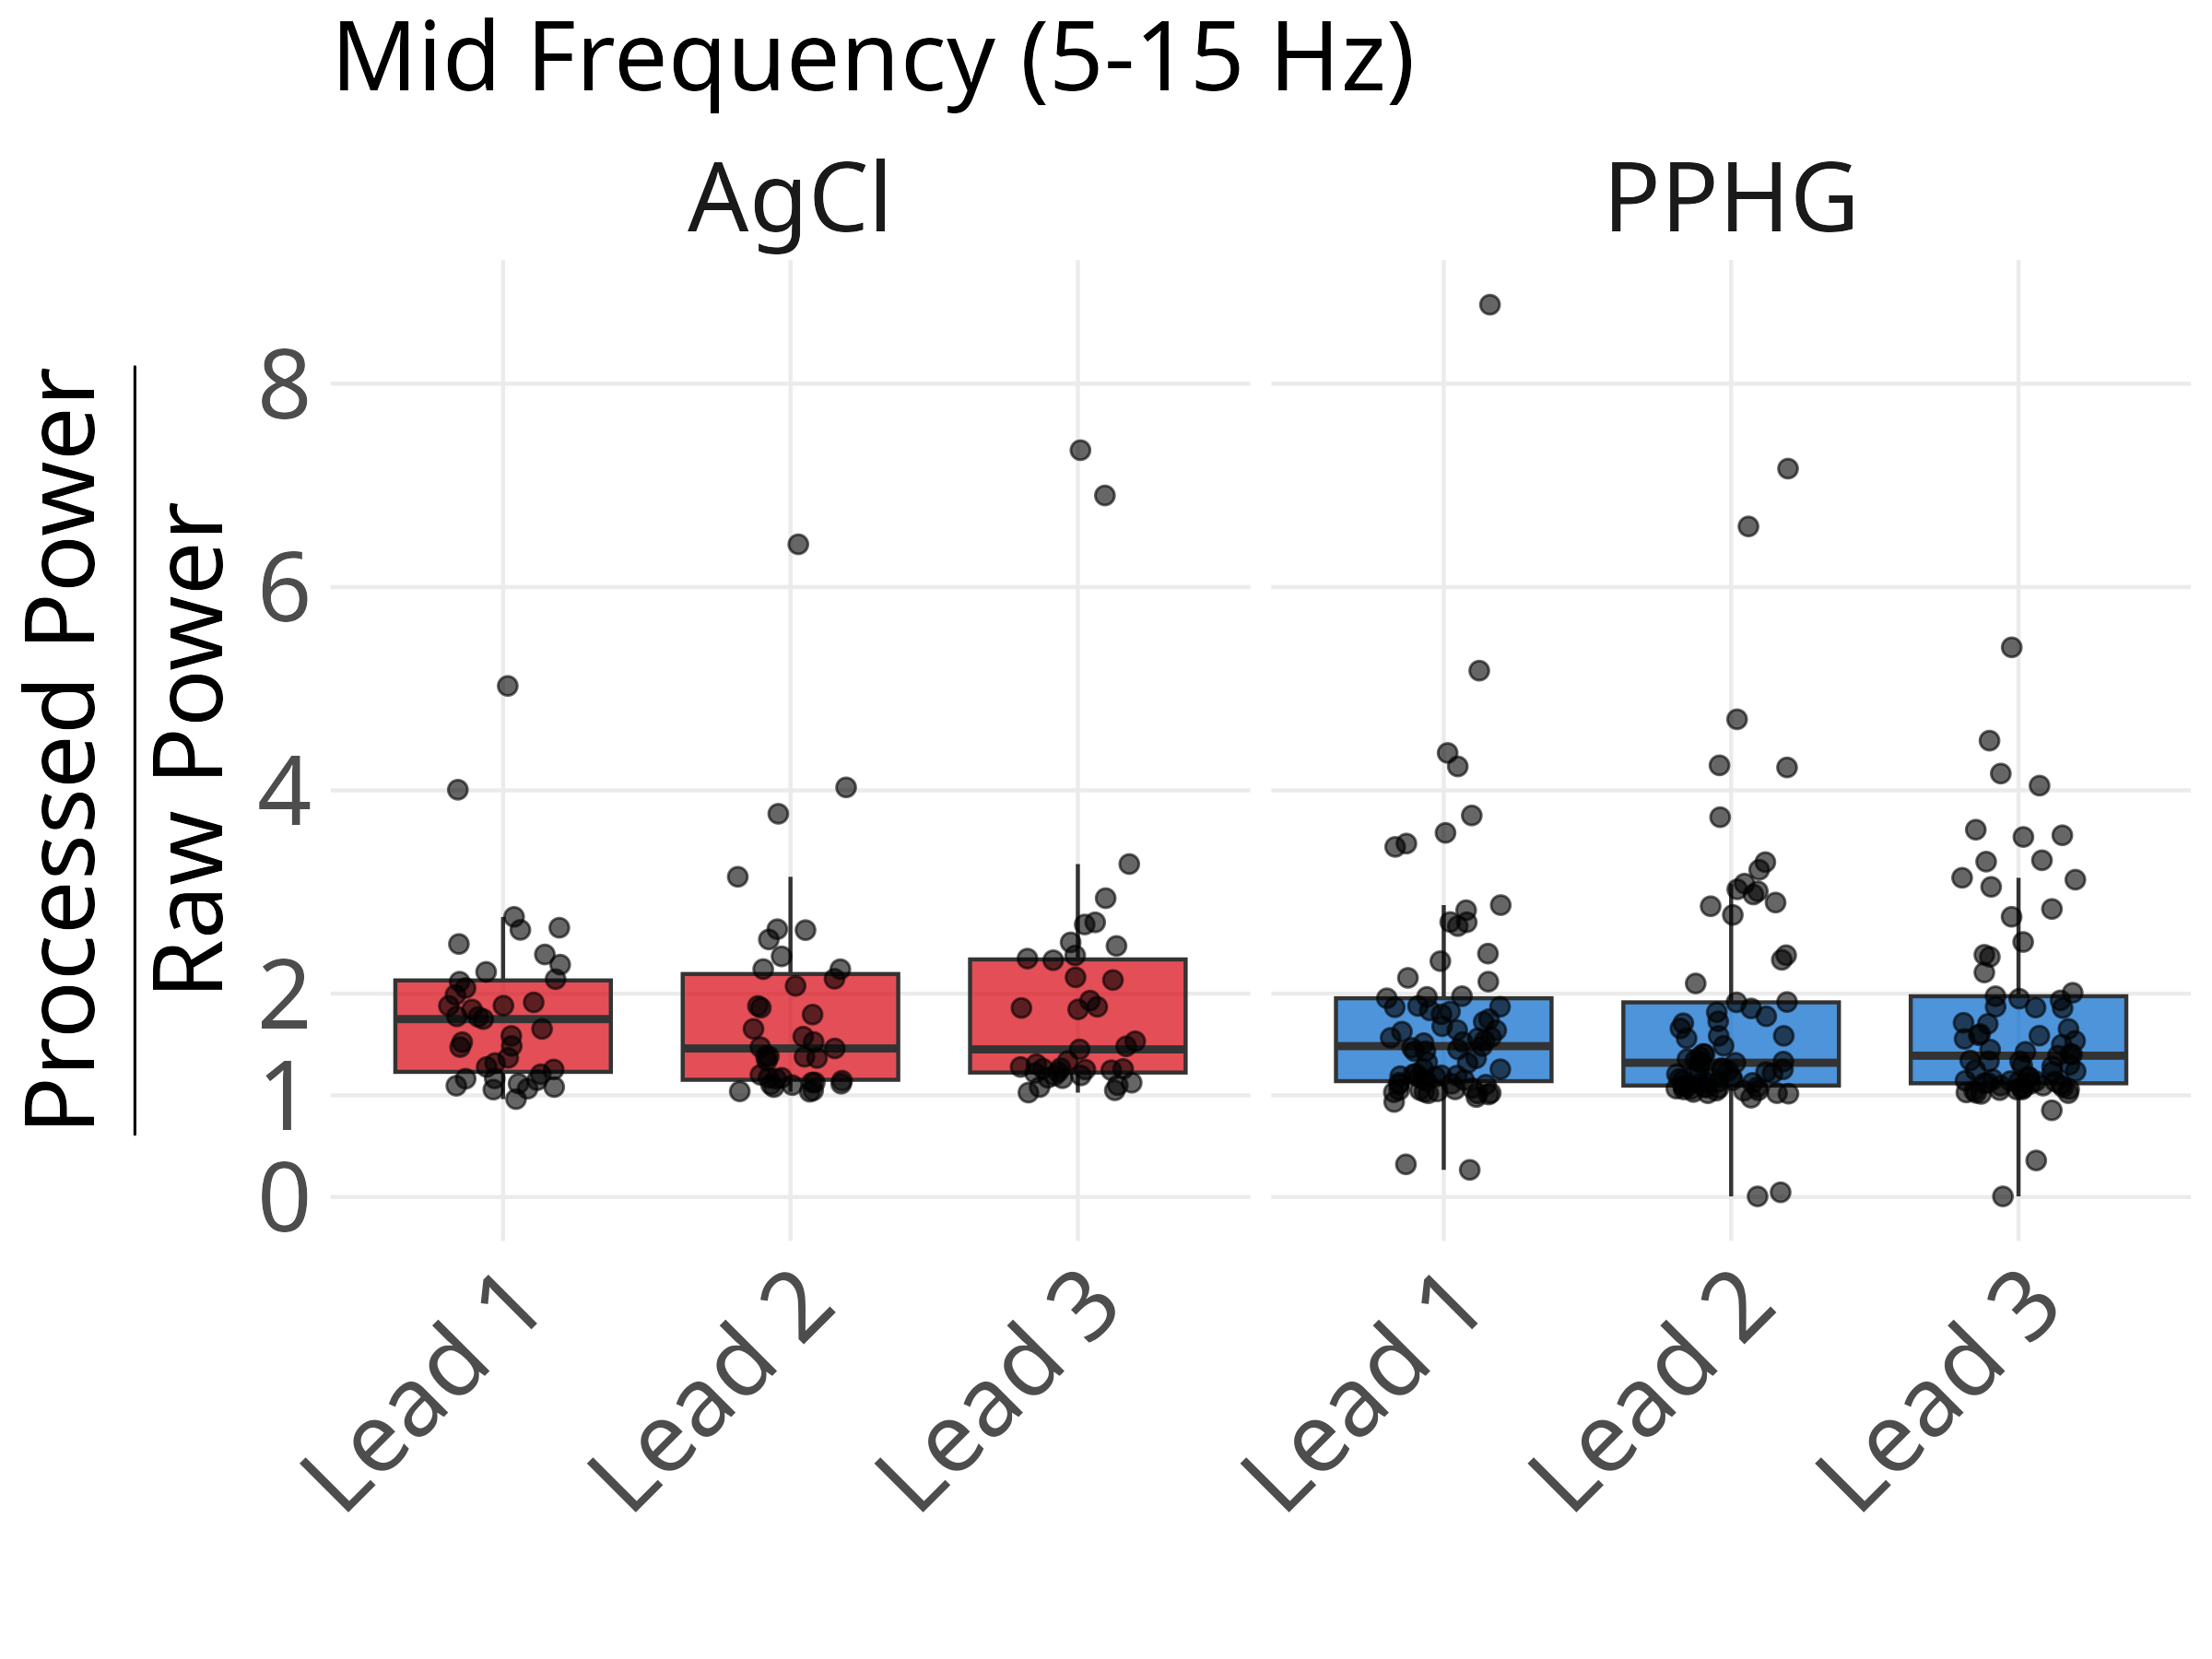 Mid Frequency (5-15 Hz)
AgCl
PPHG
Processed Power
Raw Power
8
6
4
2
1
0
Lead 1
Lead 2
Lead 3
Lead 1
Lead 2
Lead 3